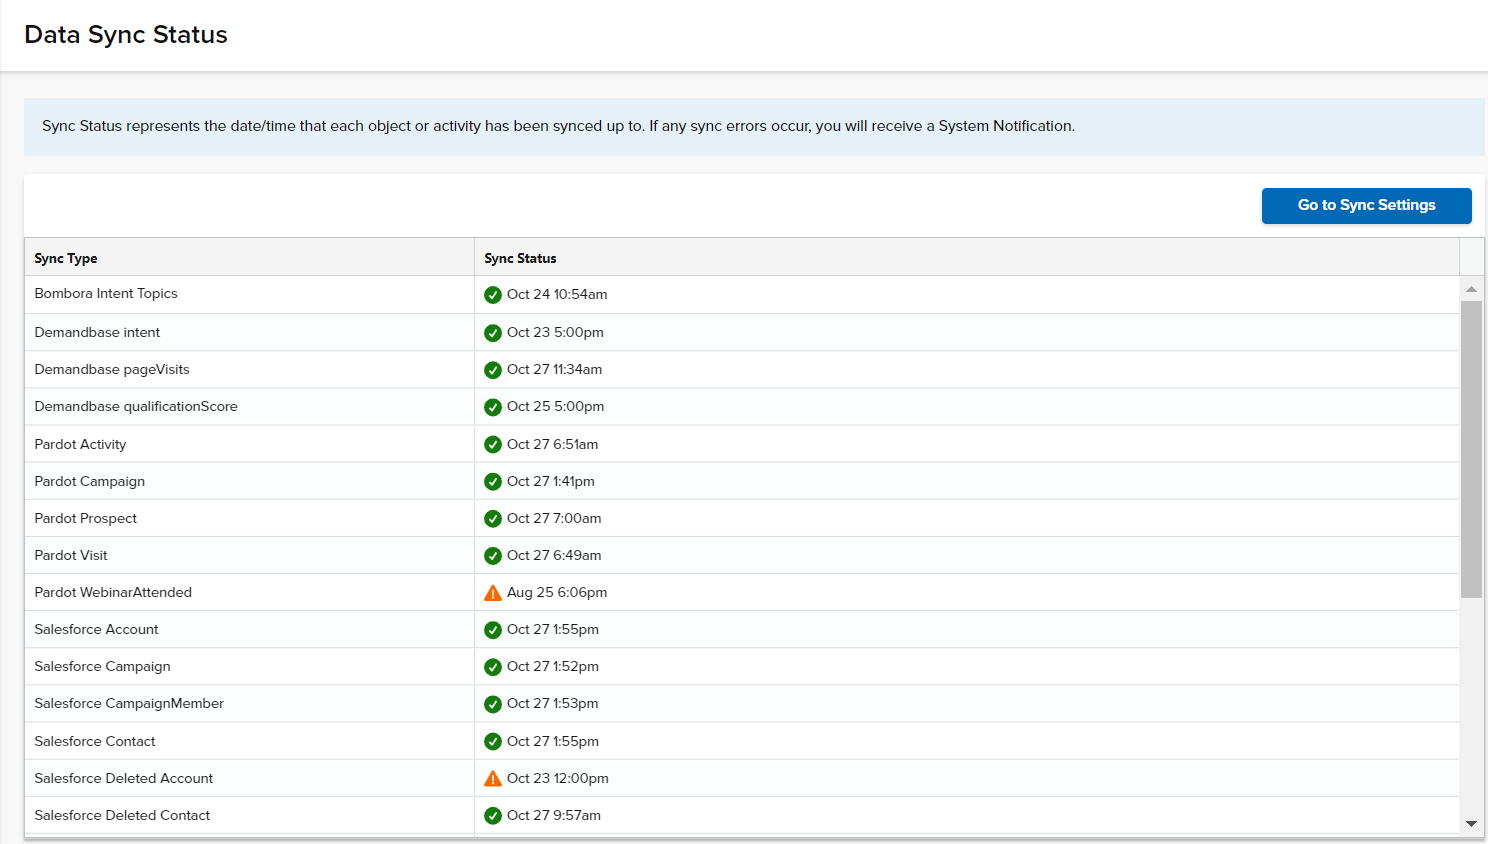 Data Sync Status
Sync Status represents the date/time that each object or activity has been synced up to. If any sync errors occur, you will receive a System Notification.
Go to Sync Settings
Sync Type Sync Status
Bombora Intent Topics Oct 24 10:54am
Demandbase intent Oct 23 5:00pm
Demandbase pageVisits Oct 27 11:34am
Demandbase qualificationScore Oct 25 5:00pm
Pardot Activity Oct 27 6:51am
Pardot Campaign Oct 27 1:41pm
Pardot Prospect Oct 27 7:00am
Pardot Visit Oct 27 6:49am
Pardot WebinarAttended Aug 25 6:06pm
Salesforce Account Oct 27 1:55pm
Salesforce Campaign Oct 27 1:52pm
Salesforce CampaignMember Oct 27 1:53pm
Salesforce Contact Oct 27 1:55pm
Salesforce Deleted Account Oct 23 12:00pm
Salesforce Deleted Contact Oct 27 9:57am